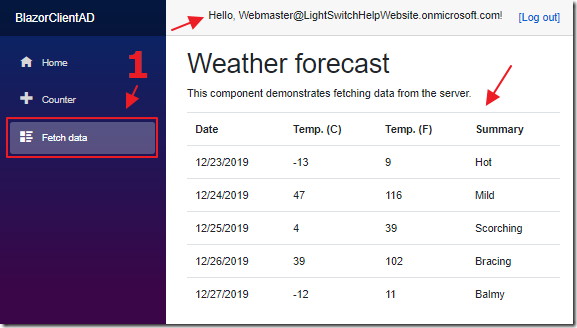 BlazorClientAD
Hello, Webmaster@LightSwitchHelpWebsite.onmicrosoft.com! [Log out]
Home
Counter
Fetch data
1
Weather forecast
This component demonstrates fetching data from the server.
Date Temp. (C) Temp. (F) Summary
12/23/2019 -13 9 Hot
12/24/2019 47 116 Mild
12/25/2019 4 39 Scorching
12/26/2019 39 102 Bracing
12/27/2019 -12 11 Balmy